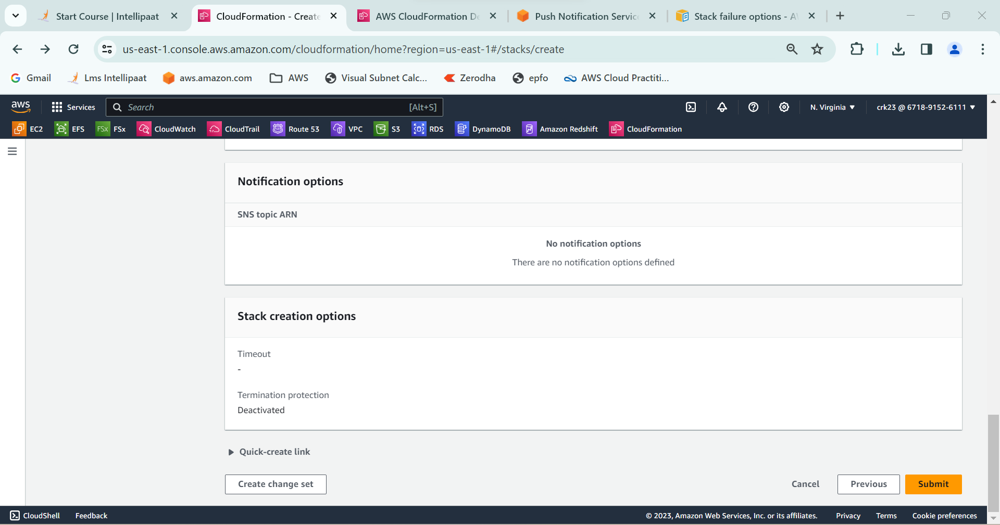 Start Course | Intellipaat
CloudFormation - Create
AWS CloudFormation De
Push Notification Service
Stack failure options - AW
us-east-1.console.aws.amazon.com/cloudformation/home?region=us-east-1#/stacks/create
Gmail
Lms Intellipaat
aws.amazon.com
AWS
Visual Subnet Calc...
Zerodha
epfo
AWS Cloud Practiti...
aws
Services
Search
[Alt+S]
N. Virginia
crk23 @ 6718-9152-6111
EC2
EFS
FSx
FSx
CloudWatch
CloudTrail
Route 53
VPC
S3
RDS
DynamoDB
Amazon Redshift
CloudFormation
Notification options
SNS topic ARN
No notification options
There are no notification options defined
Stack creation options
Timeout
-
Termination protection
Deactivated
Quick-create link
Create change set
Cancel
Previous
Submit
CloudShell
Feedback
© 2023, Amazon Web Services, Inc. or its affiliates.
Privacy
Terms
Cookie preferences